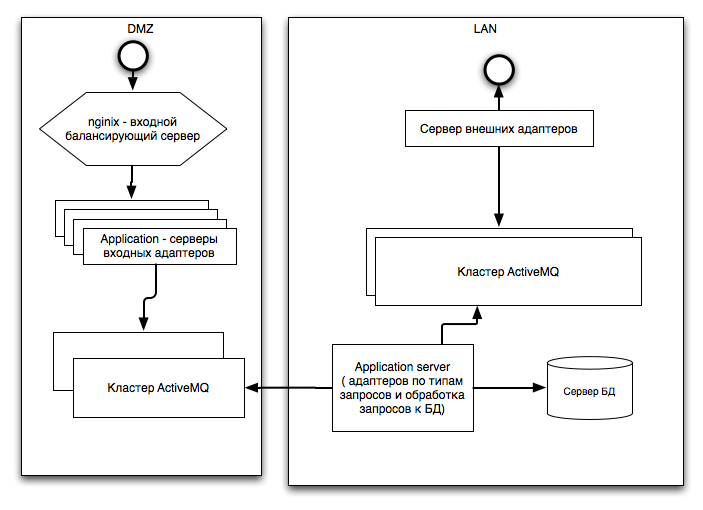 DMZ
nginix - входной
балансирующий сервер
Application - серверы
входных адаптеров
Кластер ActiveMQ
LAN
Сервер внешних адаптеров
Кластер ActiveMQ
Application server
( адаптеров по типам
запросов и обработка
запросов к БД)
Сервер БД